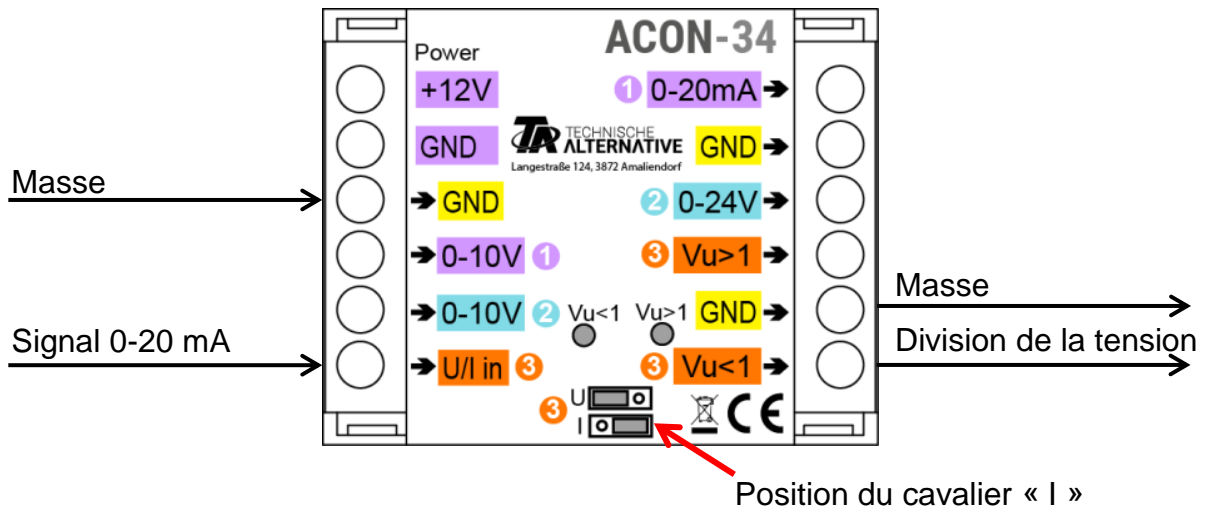 ACON-34
Power
+12V
1 0-20mA
GND
TA TECHNISCHE
ALTERNATIVE
Langestraße 124, 3872 Amaliendorf
GND
Masse
GND
2 0-24V
0-10V 1
3 Vu>1
Masse
0-10V 2
Vu<1
Vu>1
GND
Signal 0-20 mA
Division de la tension
U/I in 3
3 Vu<1
3
U
I
CE
Position du cavalier « I »